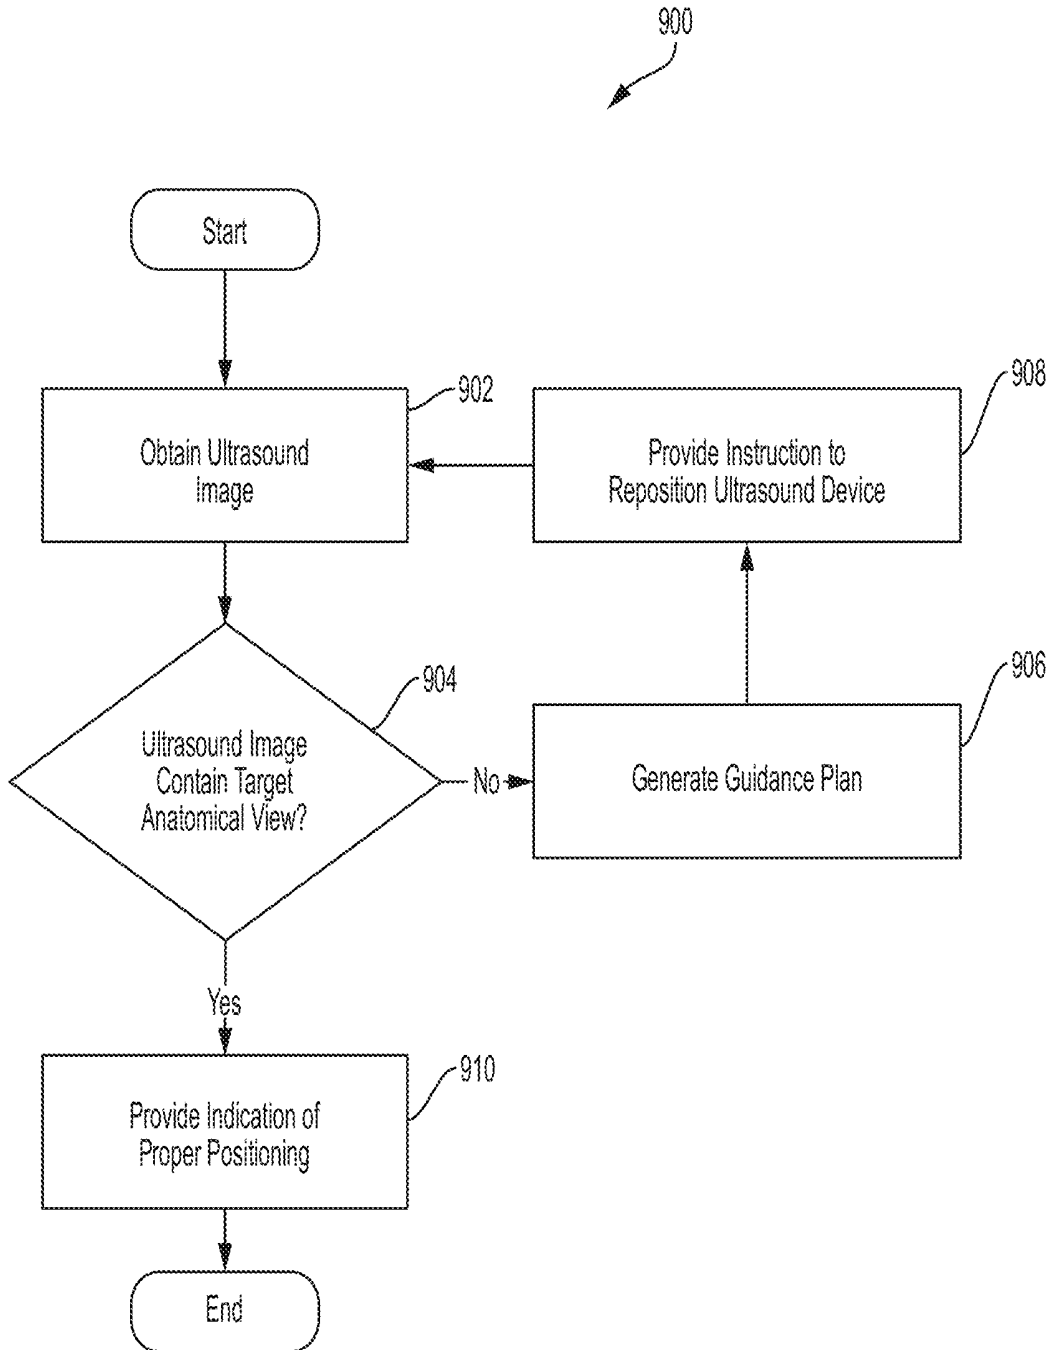 900
Start
902
Obtain Ultrasound
Image
908
Provide Instruction to
Reposition Ultrasound Device
904
Ultrasound Image
Contain Target
Anatomical View?
No
906
Generate Guidance Plan
Yes
910
Provide Indication of
Proper Positioning
End